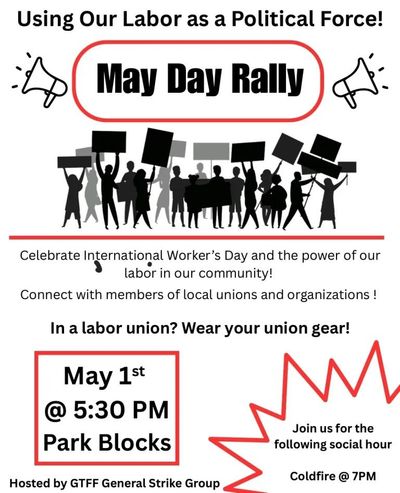 Using Our Labor as a Political Force!
May Day Rally
Celebrate International Worker's Day and the power of our
labor in our community!
Connect with members of local unions and organizations !
In a labor union? Wear your union gear!
May 1st
@ 5:30 PM
Park Blocks
Join us for the
following social hour
Coldfire @ 7PM
Hosted by GTFF General Strike Group